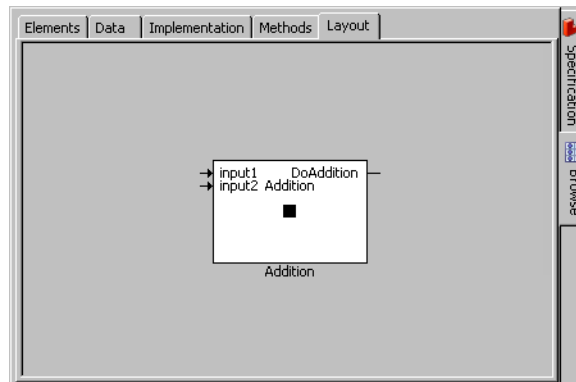 Elements Data Implementation Methods Layout
Specification
Browse
input1 DoAddition
input2 Addition
Addition